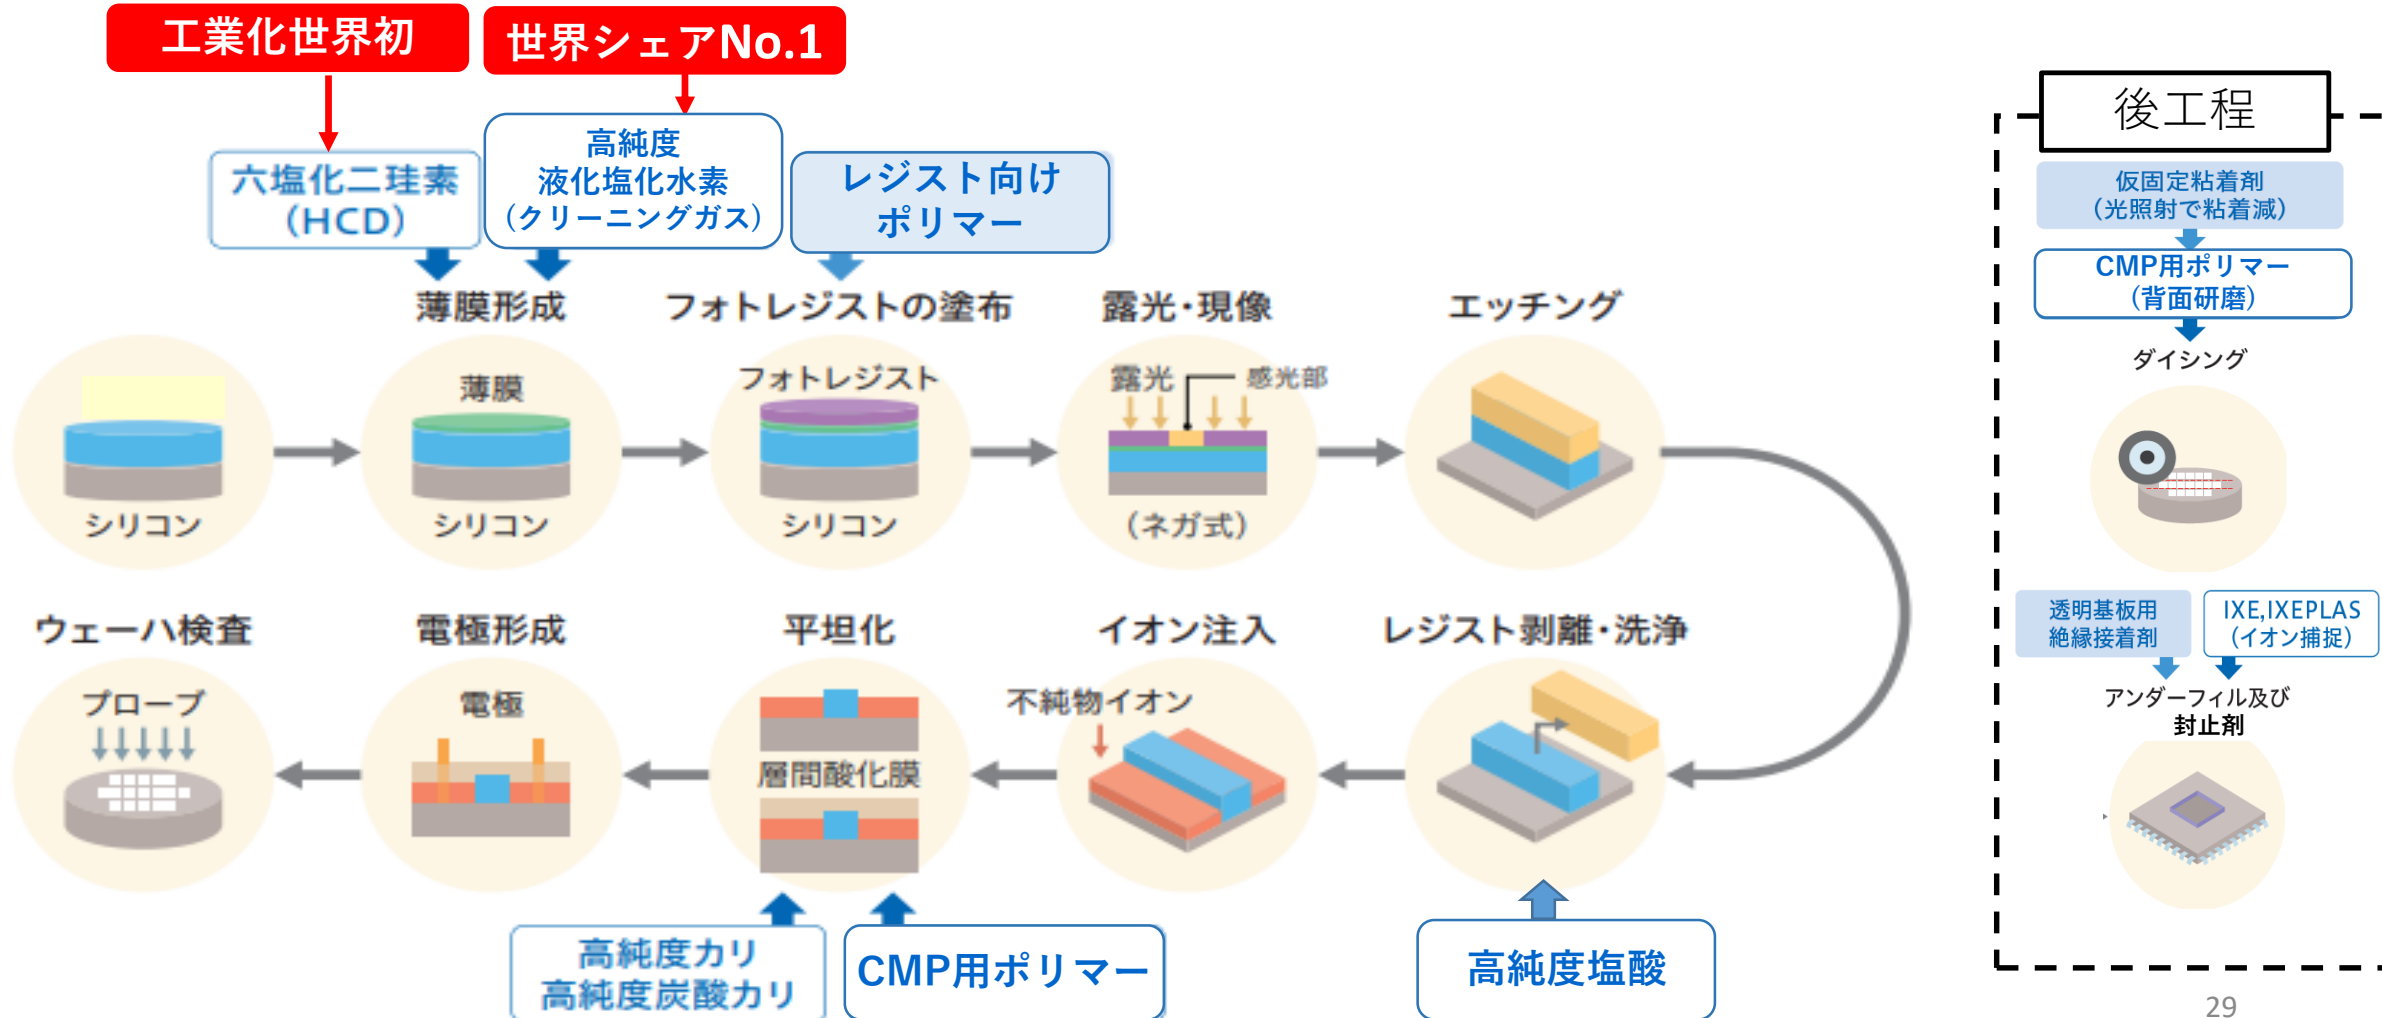 工業化世界初
世界シェアNo.1
六塩化二珪素
(HCD)
高純度
液化塩化水素
(クリーニングガス)
レジスト向け
ポリマー
薄膜形成
フォトレジストの塗布
露光・現像
エッチング
シリコン
薄膜
シリコン
フォトレジスト
シリコン
露光
感光部
(ネガ式)
ウェーハ検査
電極形成
平坦化
イオン注入
レジスト剥離・洗浄
プローブ
電極
層間酸化膜
不純物イオン
高純度カリ
高純度炭酸カリ
CMP用ポリマー
高純度塩酸
後工程
仮固定粘着剤
(光照射で粘着減)
CMP用ポリマー
(背面研磨)
ダイシング
透明基板用
絶縁接着剤
IXE,IXEPLAS
(イオン捕捉)
アンダーフィル及び
封止剤
29